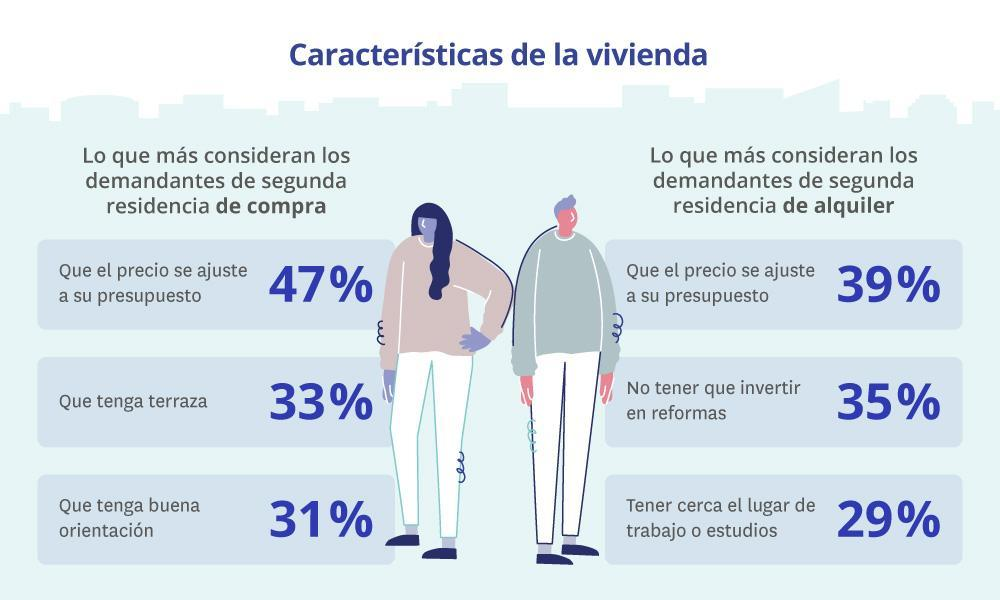 Características de la vivienda
Lo que más consideran los
demandantes de segunda
residencia de compra
Que el precio se ajuste
a su presupuesto
47%
Que tenga terraza
33%
Que tenga buena
orientación
31%
Lo que más consideran los
demandantes de segunda
residencia de alquiler
Que el precio se ajuste
a su presupuesto
39%
No tener que invertir
en reformas
35%
Tener cerca el lugar de
trabajo o estudios
29%